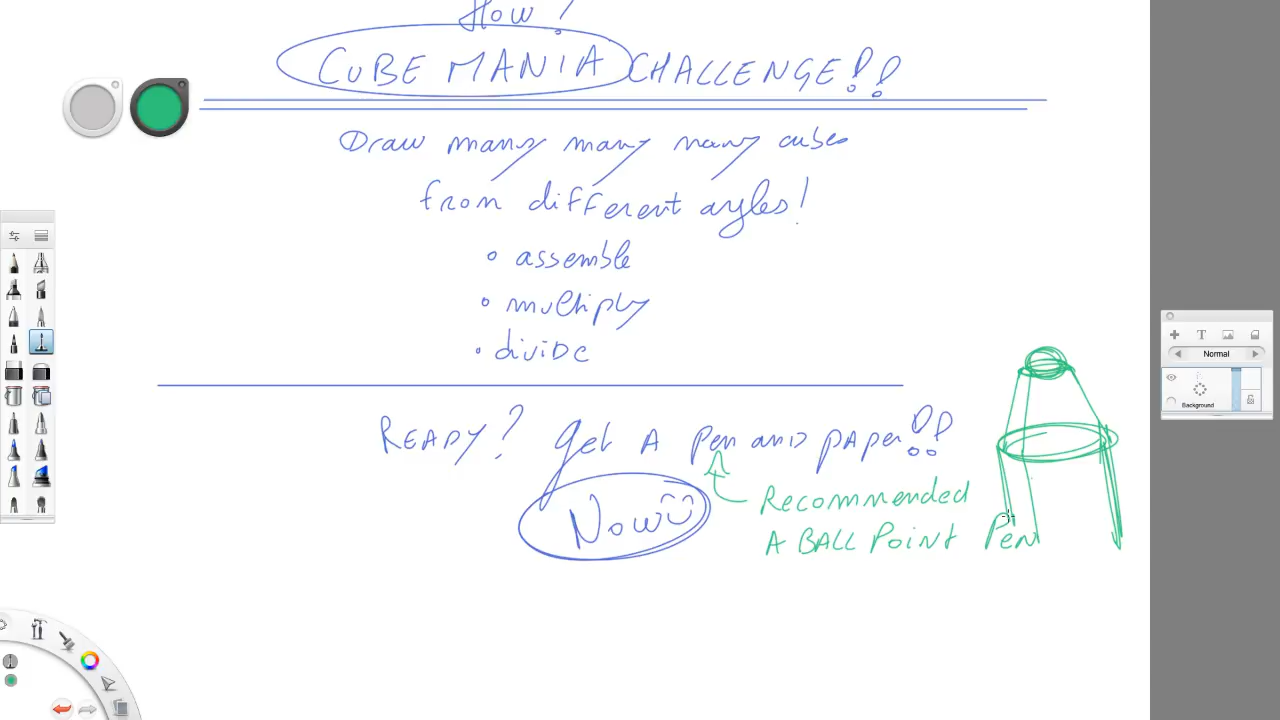 How?
CUBE MANIA CHALLENGE!!
Draw many many many cubes
from different angles!
• assemble
• multiply
• divide
READY? get A pen and paper!!
Now
Recommended
A BALL POINT Pen
T
Normal
Background